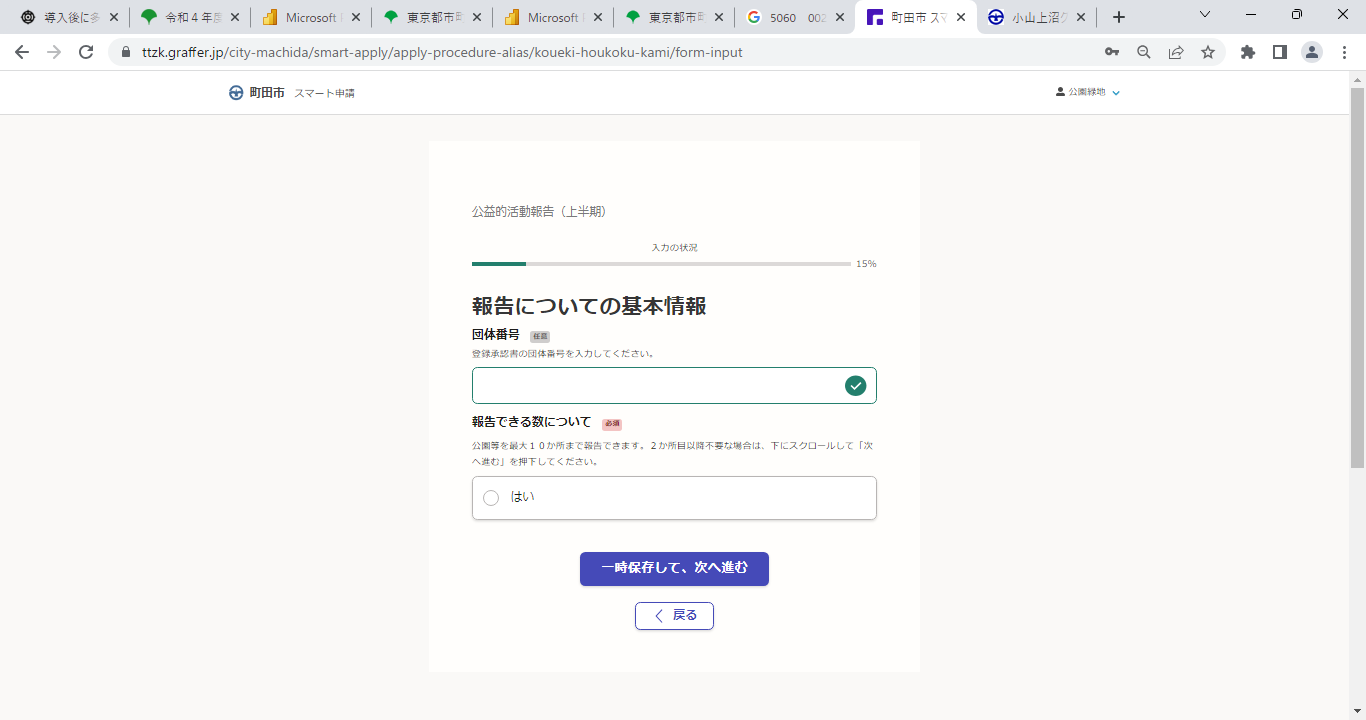 導入後に多
令和４年度
Microsoft
東京都市町
Microsoft
東京都市町
5060 002
町田市 スマ
小山上沼ク
ttzk.graffer.jp/city-machida/smart-apply/apply-procedure-alias/koueki-houkoku-kami/form-input
町田市 スマート申請
公園緑地
公益的活動報告（上半期）
入力の状況
15%
報告についての基本情報
団体番号 任意
登録承認書の団体番号を入力してください。
報告できる数について 必須
公園等を最大１０か所まで報告できます。２か所目以降不要な場合は、下にスクロールして「次
へ進む」を押下してください。
はい
一時保存して、次へ進む
戻る